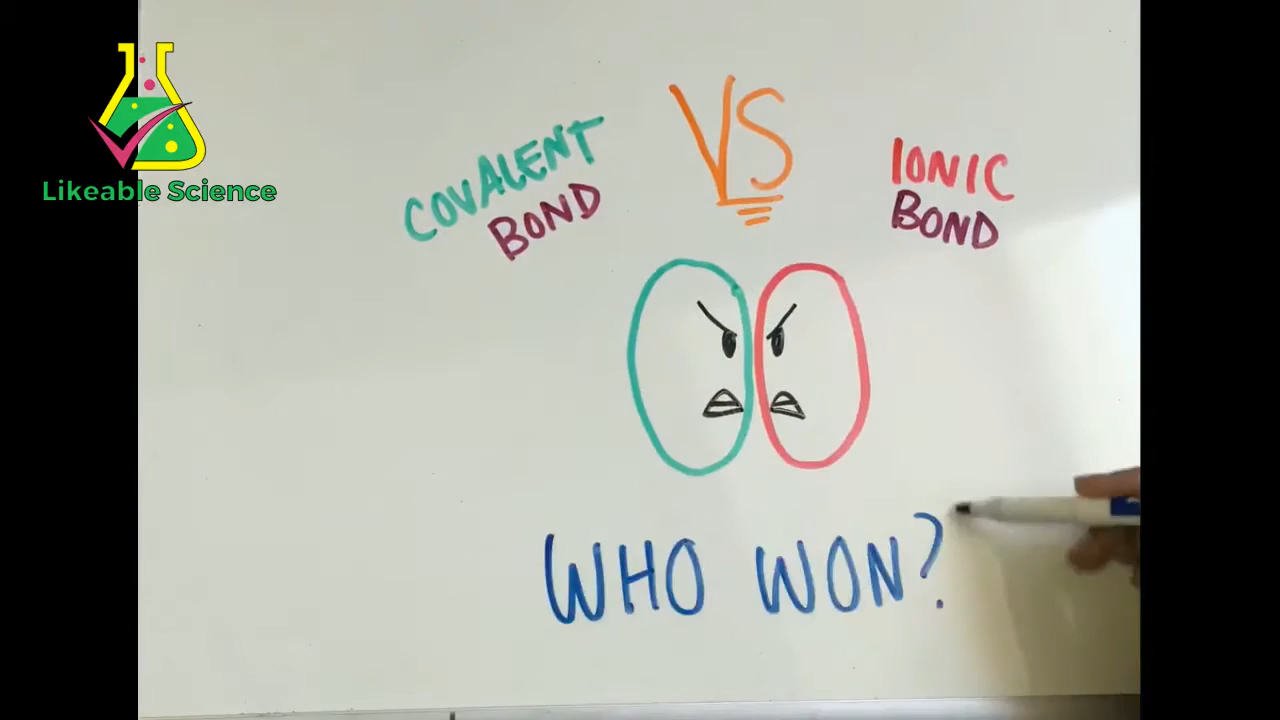 Likeable Science
VS
COVALENT
BOND
IONIC
BOND
WHO WON?